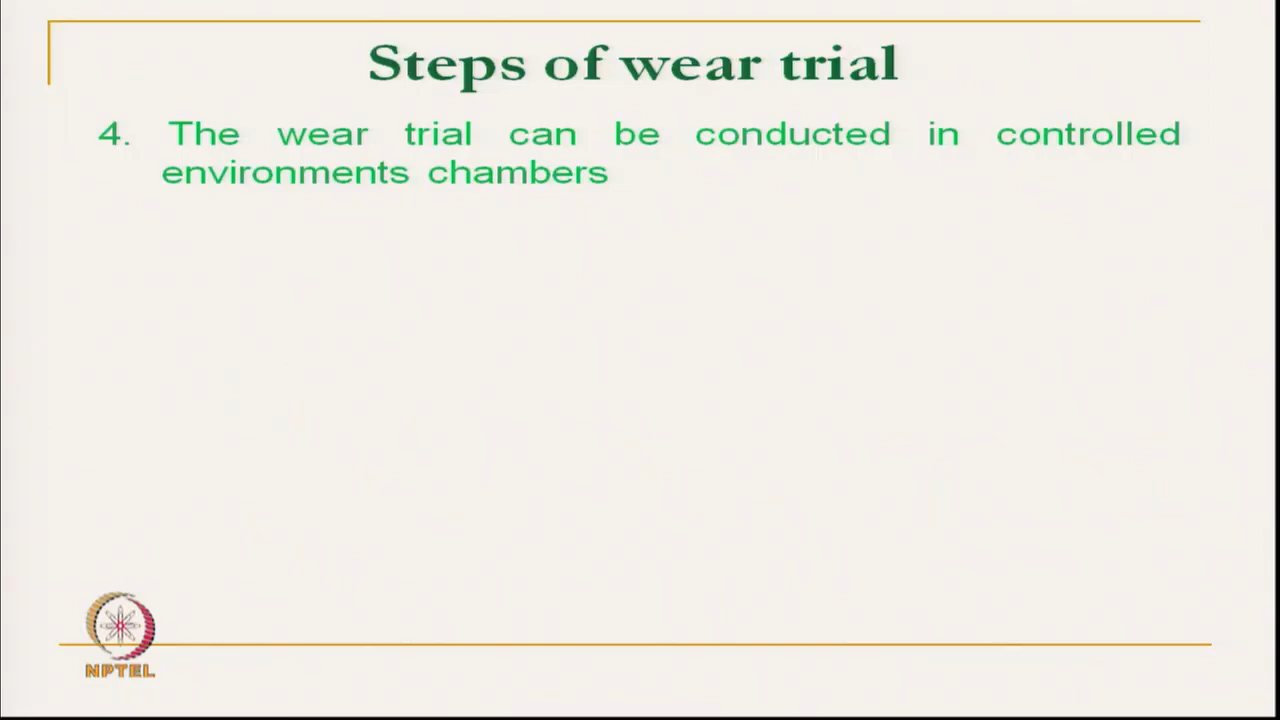 Steps of wear trial
4. The wear trial can be conducted in controlled
environments chambers
NPTEL